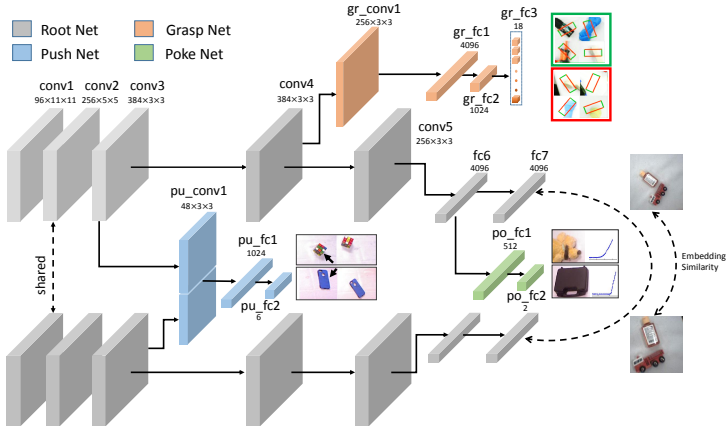 Root Net
Grasp Net
Push Net
Poke Net
conv1
96×11×11
conv2
256×5×5
conv3
384×3×3
conv4
384×3×3
gr_conv1
256×3×3
gr_fc1
4096
gr_fc2
1024
gr_fc3
18
conv5
256×3×3
fc6
4096
fc7
4096
pu_conv1
48×3×3
pu_fc1
1024
pu_fc2
6
po_fc1
512
po_fc2
2
shared
Embedding
Similarity